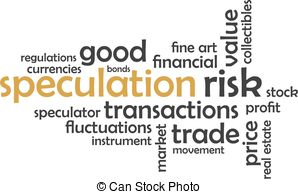 good
fine art
value
collectibles
regulations
currencies
bonds
financial
speculation
risk
stock
speculator
transactions
profit
fluctuations
instrument
market
trade
movement
price
real estate
© Can Stock Photo